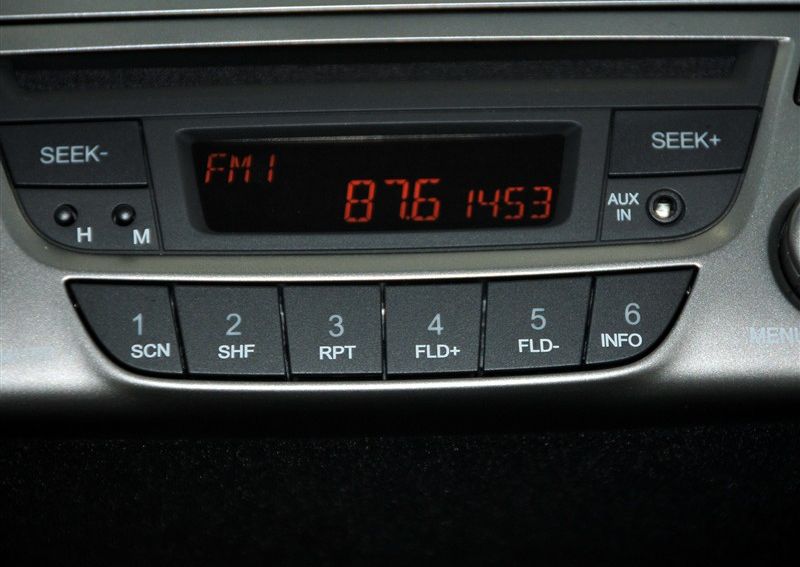 SEEK-
FM1
87.6 1453
SEEK+
AUX
IN
H
M
1
SCN
2
SHF
3
RPT
4
FLD+
5
FLD-
6
INFO
MENU